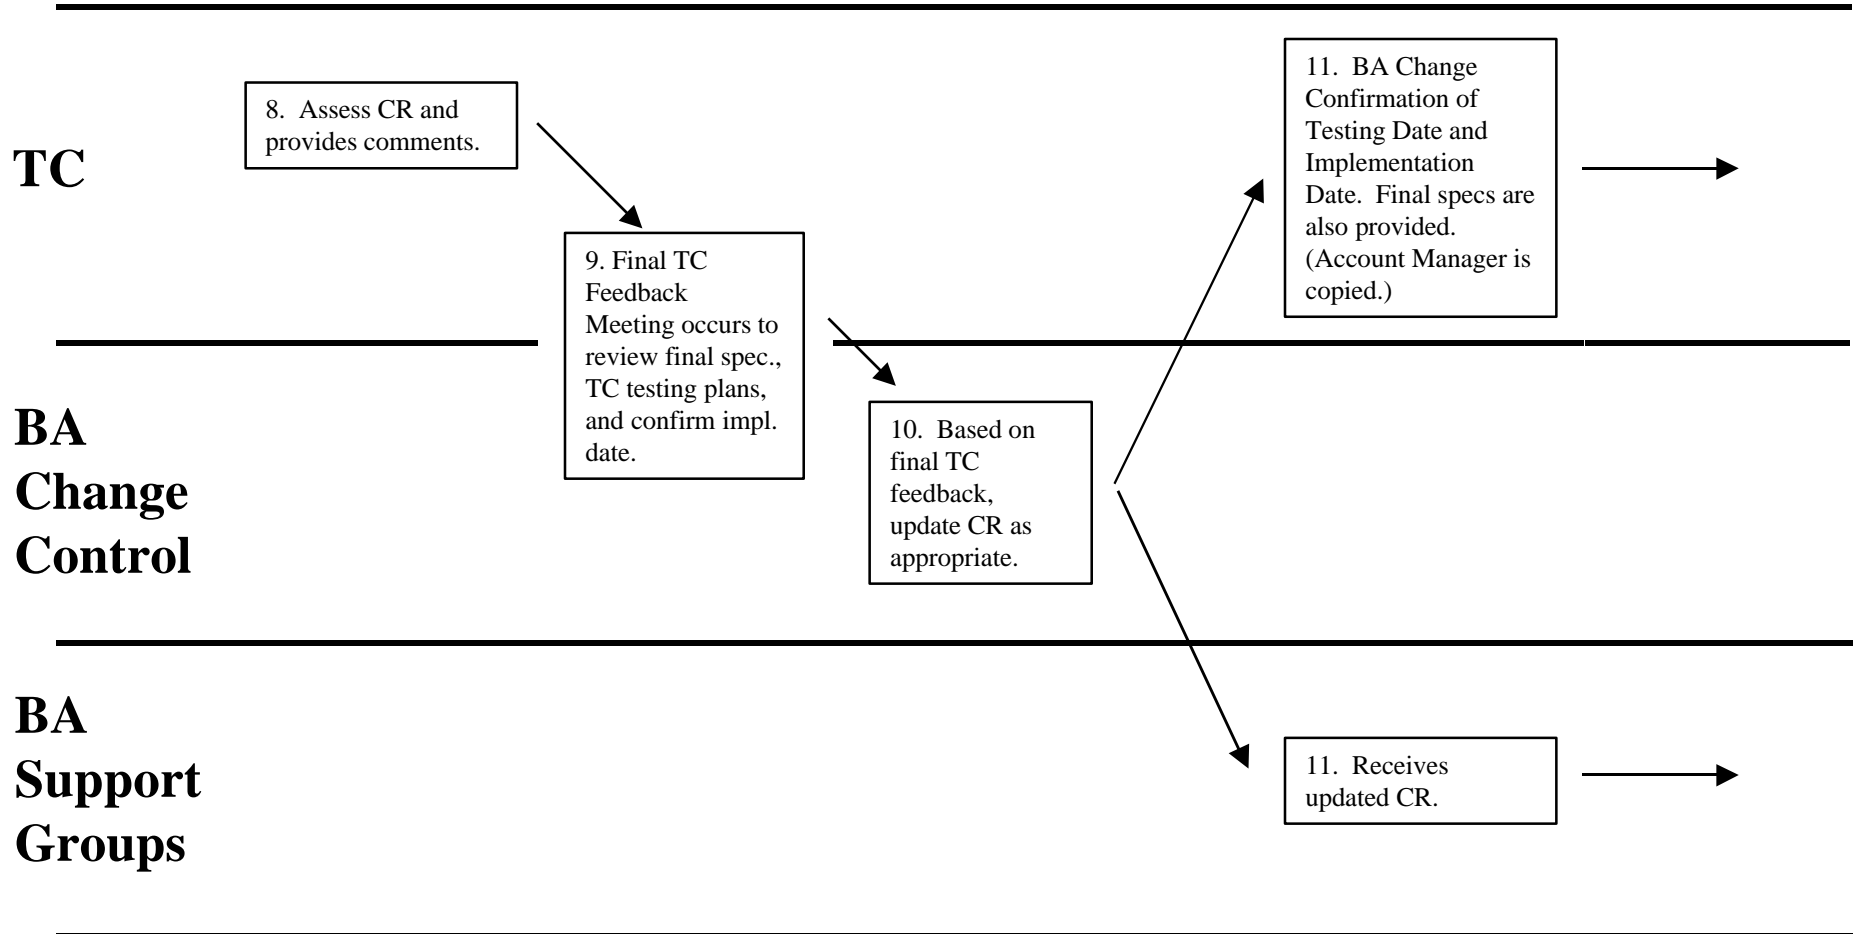 TC
8.  Assess CR and
provides comments.
9. Final TC
Feedback
Meeting occurs to
review final spec.,
TC testing plans,
and confirm impl.
date.
11.  BA Change
Confirmation of
Testing Date and
Implementation
Date.  Final specs are
also provided.
(Account Manager is
copied.)
BA
Change
Control
10.  Based on
final TC
feedback,
update CR as
appropriate.
BA
Support
Groups
11.  Receives
updated CR.